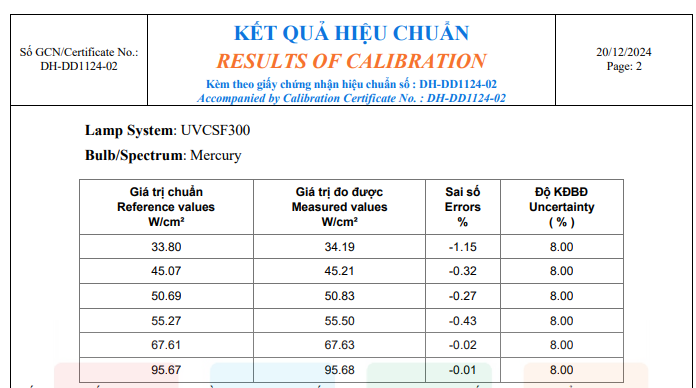 Số GCN/Certificate No.:
DH-DD1124-02
KẾT QUẢ HIỆU CHUẨN
RESULTS OF CALIBRATION
Kèm theo giấy chứng nhận hiệu chuẩn số : DH-DD1124-02
Accompanied by Calibration Certificate No. : DH-DD1124-02
20/12/2024
Page: 2
Lamp System: UVCSF300
Bulb/Spectrum: Mercury
Giá trị chuẩn Giá trị đo được Sai số Độ KĐBĐ
Reference values Measured values Errors Uncertainty
W/cm² W/cm² % ( % )
33.80 34.19 -1.15 8.00
45.07 45.21 -0.32 8.00
50.69 50.83 -0.27 8.00
55.27 55.50 -0.43 8.00
67.61 67.63 -0.02 8.00
95.67 95.68 -0.01 8.00